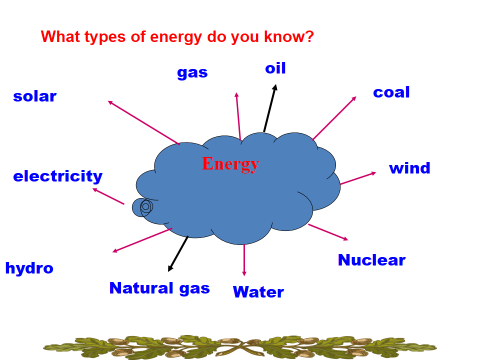 What types of energy do you know?
gas
oil
solar
coal
Energy
electricity
wind
hydro
Natural gas
Water
Nuclear